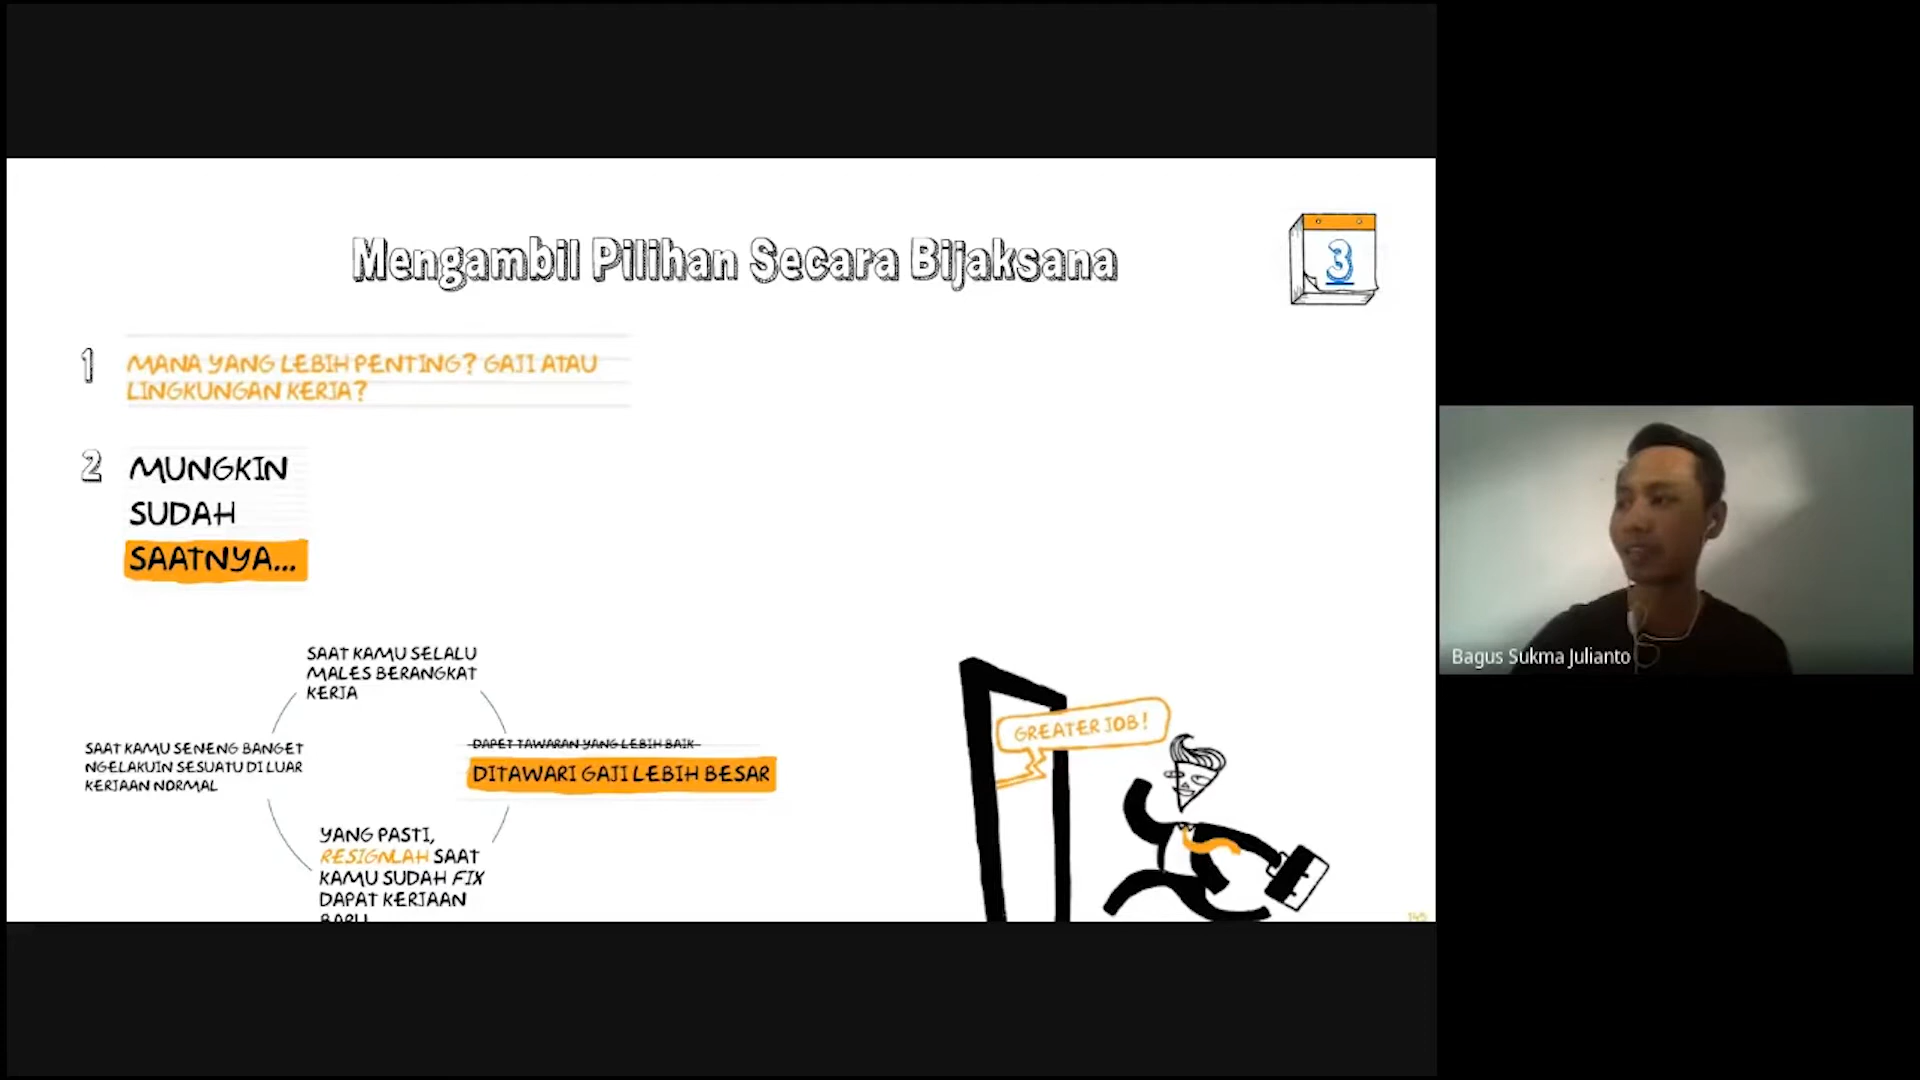 Mengambil Pilihan Secara Bijaksana
3
1
MANA YANG LEBIH PENTING? GAJI ATAU
LINGKUNGAN KERJA?
2
MUNGKIN
SUDAH
SAATNYA...
SAAT KAMU SELALU
MALES BERANGKAT
KERJA
SAAT KAMU SENENG BANGET
NGELAKUIN SESUATU DI LUAR
KERJAAN NORMAL
DAPET TAWARAN YANG LEBIH BAIK
DITAWARI GAJI LEBIH BESAR
YANG PASTI,
RESIGNLAH SAAT
KAMU SUDAH FIX
DAPAT KERJAAN
BARU
GREATER JOB!
Bagus Sukma Julianto